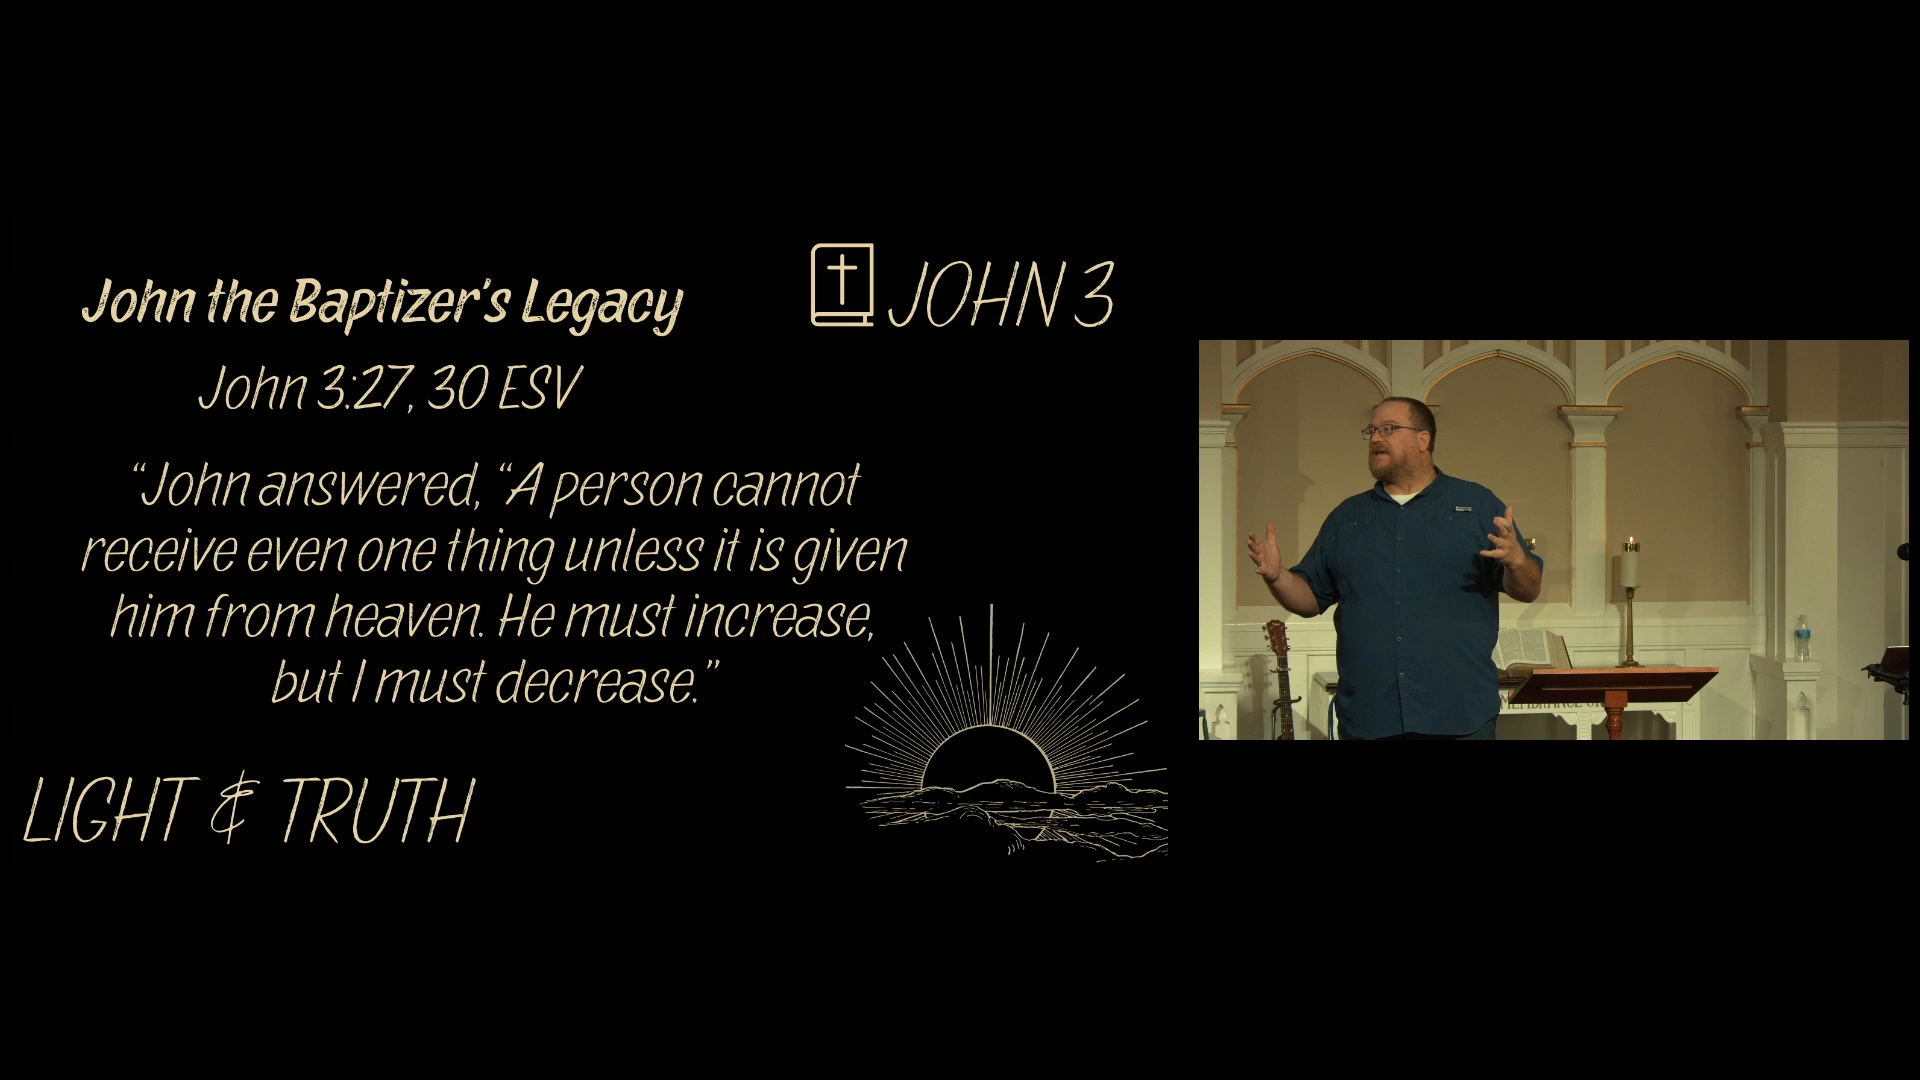 John the Baptizer's Legacy
JOHN 3
John 3:27, 30 ESV
“John answered, “A person cannot
receive even one thing unless it is given
him from heaven. He must increase,
but I must decrease.”
LIGHT & TRUTH